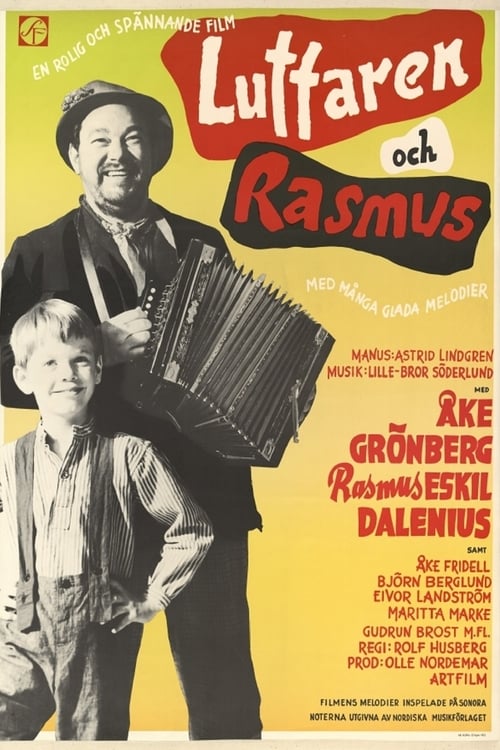 EN ROLIG OCH SPÄNNANDE FILM
Luffaren
och
Rasmus
MED MÅNGA GLADA MELODIER
MANUS: ASTRID LINDGREN
MUSIK: LILLE-BROR SÖDERLUND
MED
ÅKE
GRÖNBERG
Rasmus ESKIL
DALENIUS
SAMT
ÅKE FRIDELL
BJÖRN BERGLUND
EIVOR LANDSTRÖM
MARITTA MARKE
GUDRUN BROST M.FL.
REGI: ROLF HUSBERG
PROD: OLLE NORDEMAR
ARTFILM
FILMENS MELODIER INSPELADE PÅ SONORA
NOTERNA UTGIVNA AV NORDISKA MUSIKFÖRLAGET